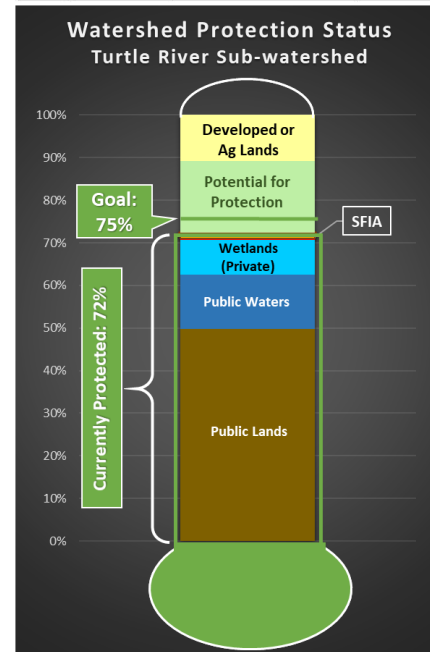 Watershed Protection Status
Turtle River Sub-watershed
100%
90%
80%
70%
60%
50%
40%
30%
20%
10%
0%
Developed or
Ag Lands
Potential for
Protection
Goal:
75%
SFIA
Wetlands
(Private)
Public Waters
Public Lands
Currently Protected: 72%